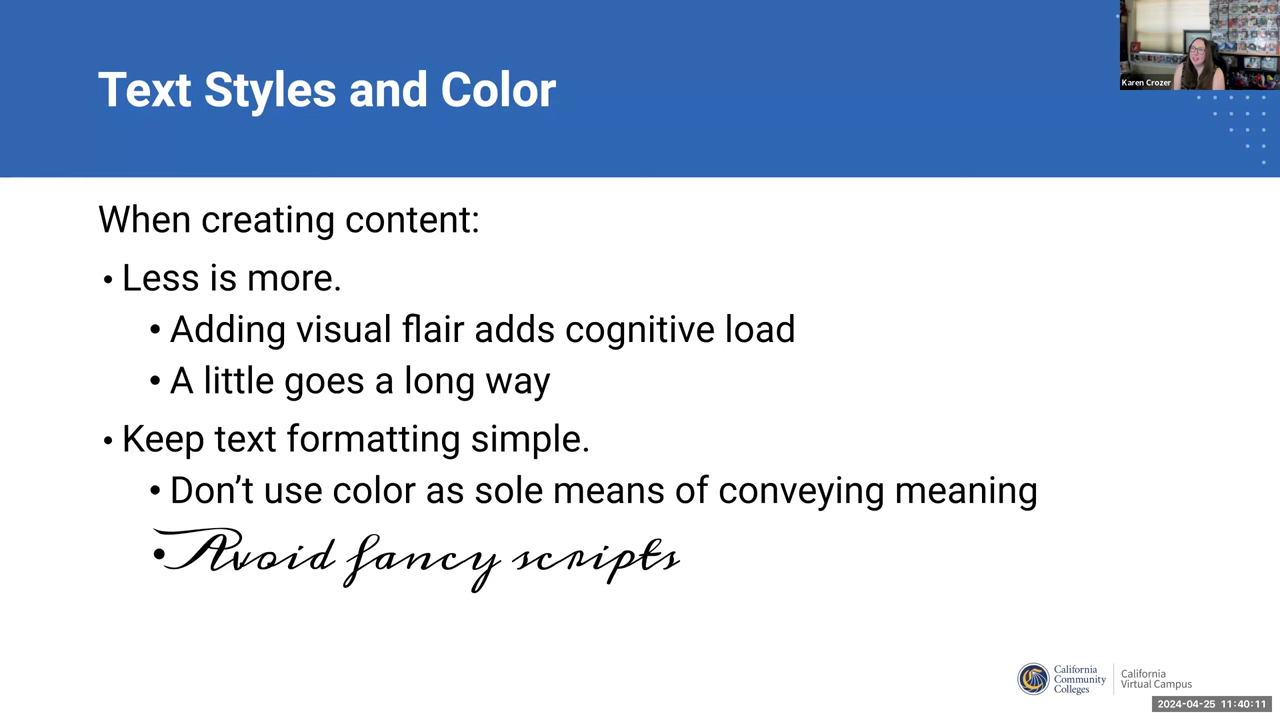 Text Styles and Color
Karen Crozer
When creating content:
• Less is more.
• Adding visual flair adds cognitive load
• A little goes a long way
• Keep text formatting simple.
• Don’t use color as sole means of conveying meaning
• Avoid fancy scripts
California
Community
Colleges
California
Virtual Campus
2024-04-25 11:40:11